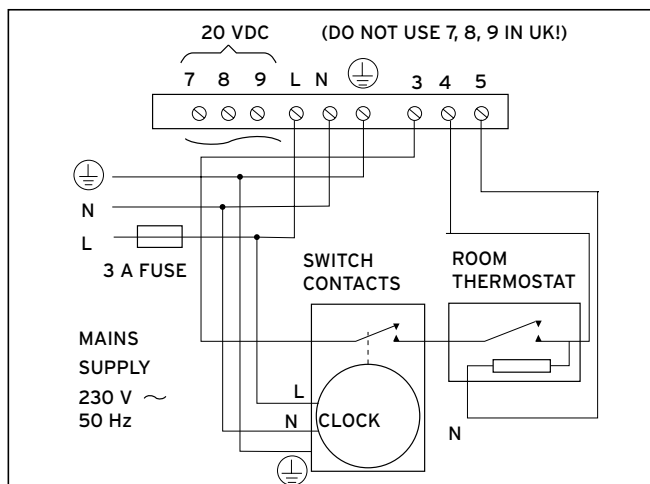 20 VDC (DO NOT USE 7, 8, 9 IN UK!)
7 8 9 L N 3 4 5
N
L
3 A FUSE
SWITCH
CONTACTS
ROOM
THERMOSTAT
MAINS
SUPPLY
230 V ~
50 Hz
L
N CLOCK
N